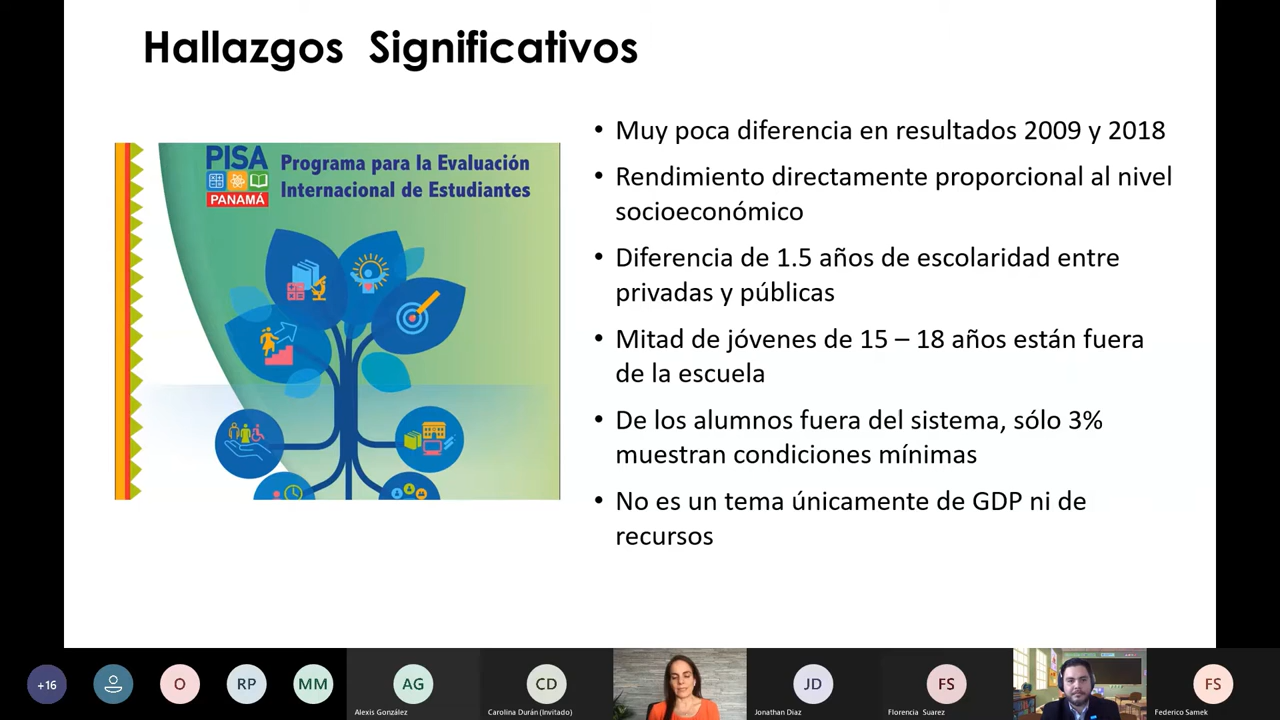 Hallazgos Significativos
PISA
PANAMÁ
Programa para la Evaluación
Internacional de Estudiantes
• Muy poca diferencia en resultados 2009 y 2018
• Rendimiento directamente proporcional al nivel
socioeconómico
• Diferencia de 1.5 años de escolaridad entre
privadas y públicas
• Mitad de jóvenes de 15 – 18 años están fuera
de la escuela
• De los alumnos fuera del sistema, sólo 3%
muestran condiciones mínimas
• No es un tema únicamente de GDP ni de
recursos
+16
O
RP
MM
AG
Alexis González
CD
Carolina Durán (Invitado)
JD
Jonathan Diaz
FS
Florencia Suarez
FS
Federico Samek